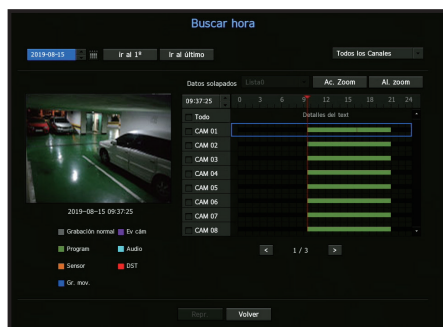 Buscar hora
2019-08-15 Ir al 1ª Ir al último Todos los Canales
Datos solapados Lista0 Ac. Zoom Al. zoom
09:37:25 0 3 6 9 12 15 18 21 24
Todo Detalles del text
CAM 01
CAM 02
CAM 03
CAM 04
CAM 05
CAM 06
CAM 07
CAM 08
2019-08-15 09:37:25
Grabación normal Ev cám
Program Audio
Sensor DST
Gr. mov.
< 1 / 3 >
Repr. Volver